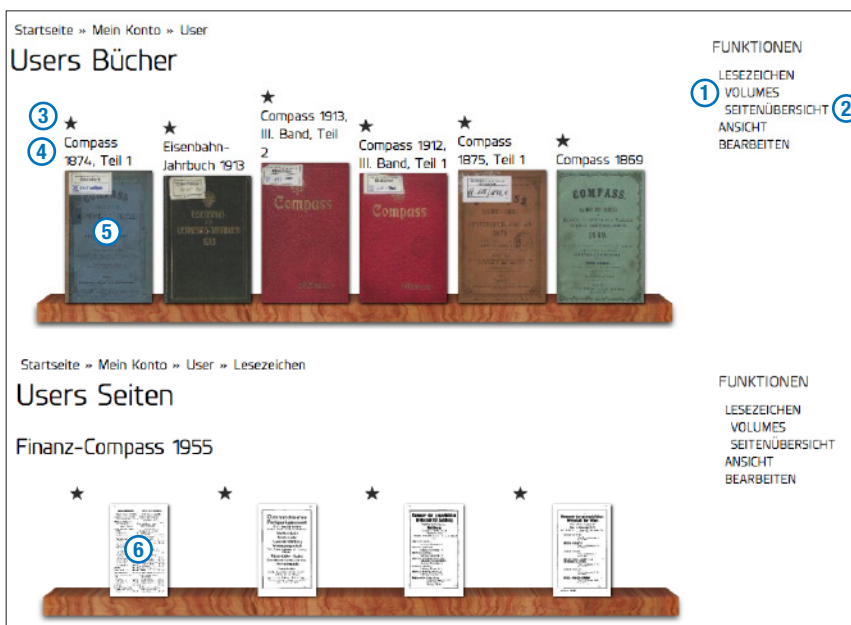 Startseite » Mein Konto » User
Users Bücher
FUNKTIONEN
LESEZEICHEN
1 VOLUMES
SEITENÜBERSICHT 2
ANSICHT
BEARBEITEN
3
4
Compass
1874, Teil 1
Eisenbahn-
Jahrbuch 1913
Compass 1913,
III. Band, Teil
2
Compass 1912,
III. Band, Teil 1
Compass
1875, Teil 1
Compass 1869
COMPASS
5
Compass
Compass
COMPASS
Startseite » Mein Konto » User » Lesezeichen
Users Seiten
FUNKTIONEN
LESEZEICHEN
VOLUMES
SEITENÜBERSICHT
ANSICHT
BEARBEITEN
Finanz-Compass 1955
6